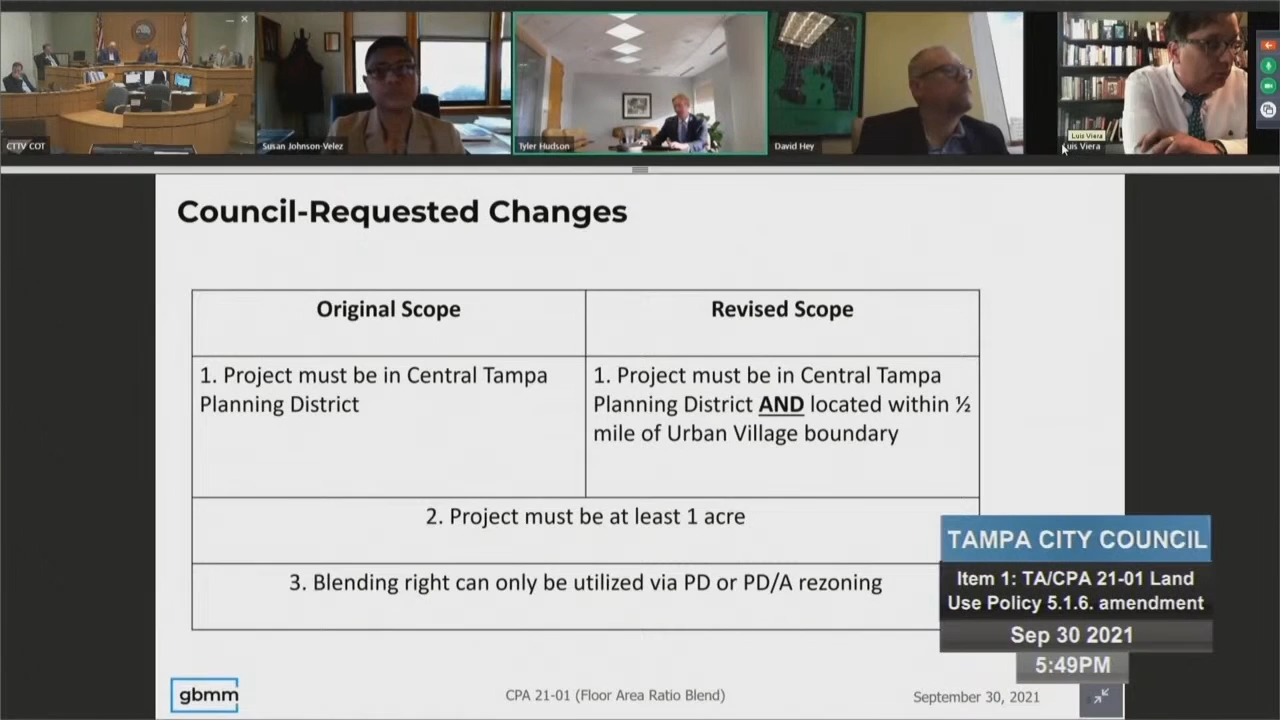 CTTV COT
Susan Johnson-Velez
Tyler Hudson
David Hey
Luis Viera
Luis Viera
Council-Requested Changes
Original Scope
Revised Scope
1. Project must be in Central Tampa
Planning District
1. Project must be in Central Tampa
Planning District AND located within ½
mile of Urban Village boundary
2. Project must be at least 1 acre
3. Blending right can only be utilized via PD or PD/A rezoning
TAMPA CITY COUNCIL
Item 1: TA/CPA 21-01 Land
Use Policy 5.1.6. amendment
Sep 30 2021
5:49PM
gbmm
CPA 21-01 (Floor Area Ratio Blend)
September 30, 2021